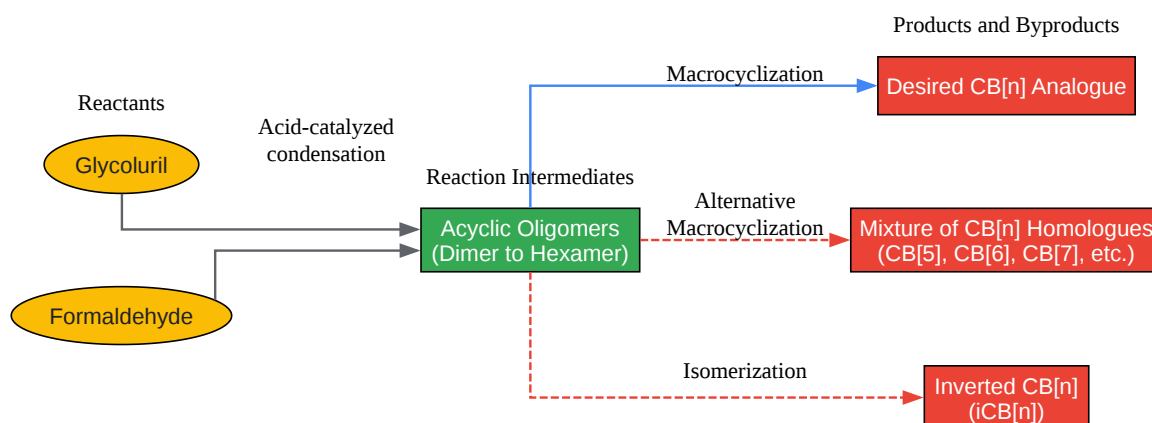 Products and Byproducts
Macrocyclization
Desired CB[n] Analogue
Reactants
Acid-catalyzed
condensation
Glycoluril
Reaction Intermediates
Acyclic Oligomers
(Dimer to Hexamer)
Alternative
Macrocyclization
Mixture of CB[n] Homologues
(CB[5], CB[6], CB[7], etc.)
Formaldehyde
Isomerization
Inverted CB[n]
(iCB[n])